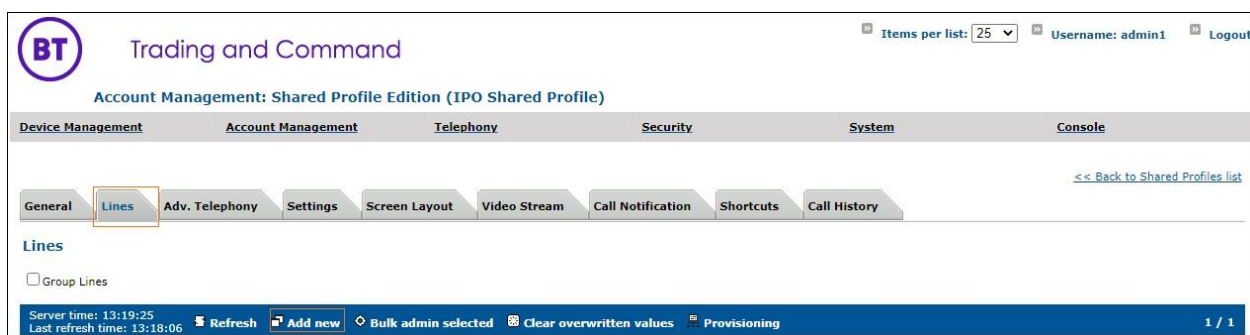 BT
Trading and Command
Items per list: 25
Username: admin1
Logout
Account Management: Shared Profile Edition (IPO Shared Profile)
Device Management Account Management Telephony Security System Console
<< Back to Shared Profiles list
General Lines Adv. Telephony Settings Screen Layout Video Stream Call Notification Shortcuts Call History
Lines
Group Lines
Server time: 13:19:25
Last refresh time: 13:18:06
Refresh Add new Bulk admin selected Clear overwritten values Provisioning 1 / 1